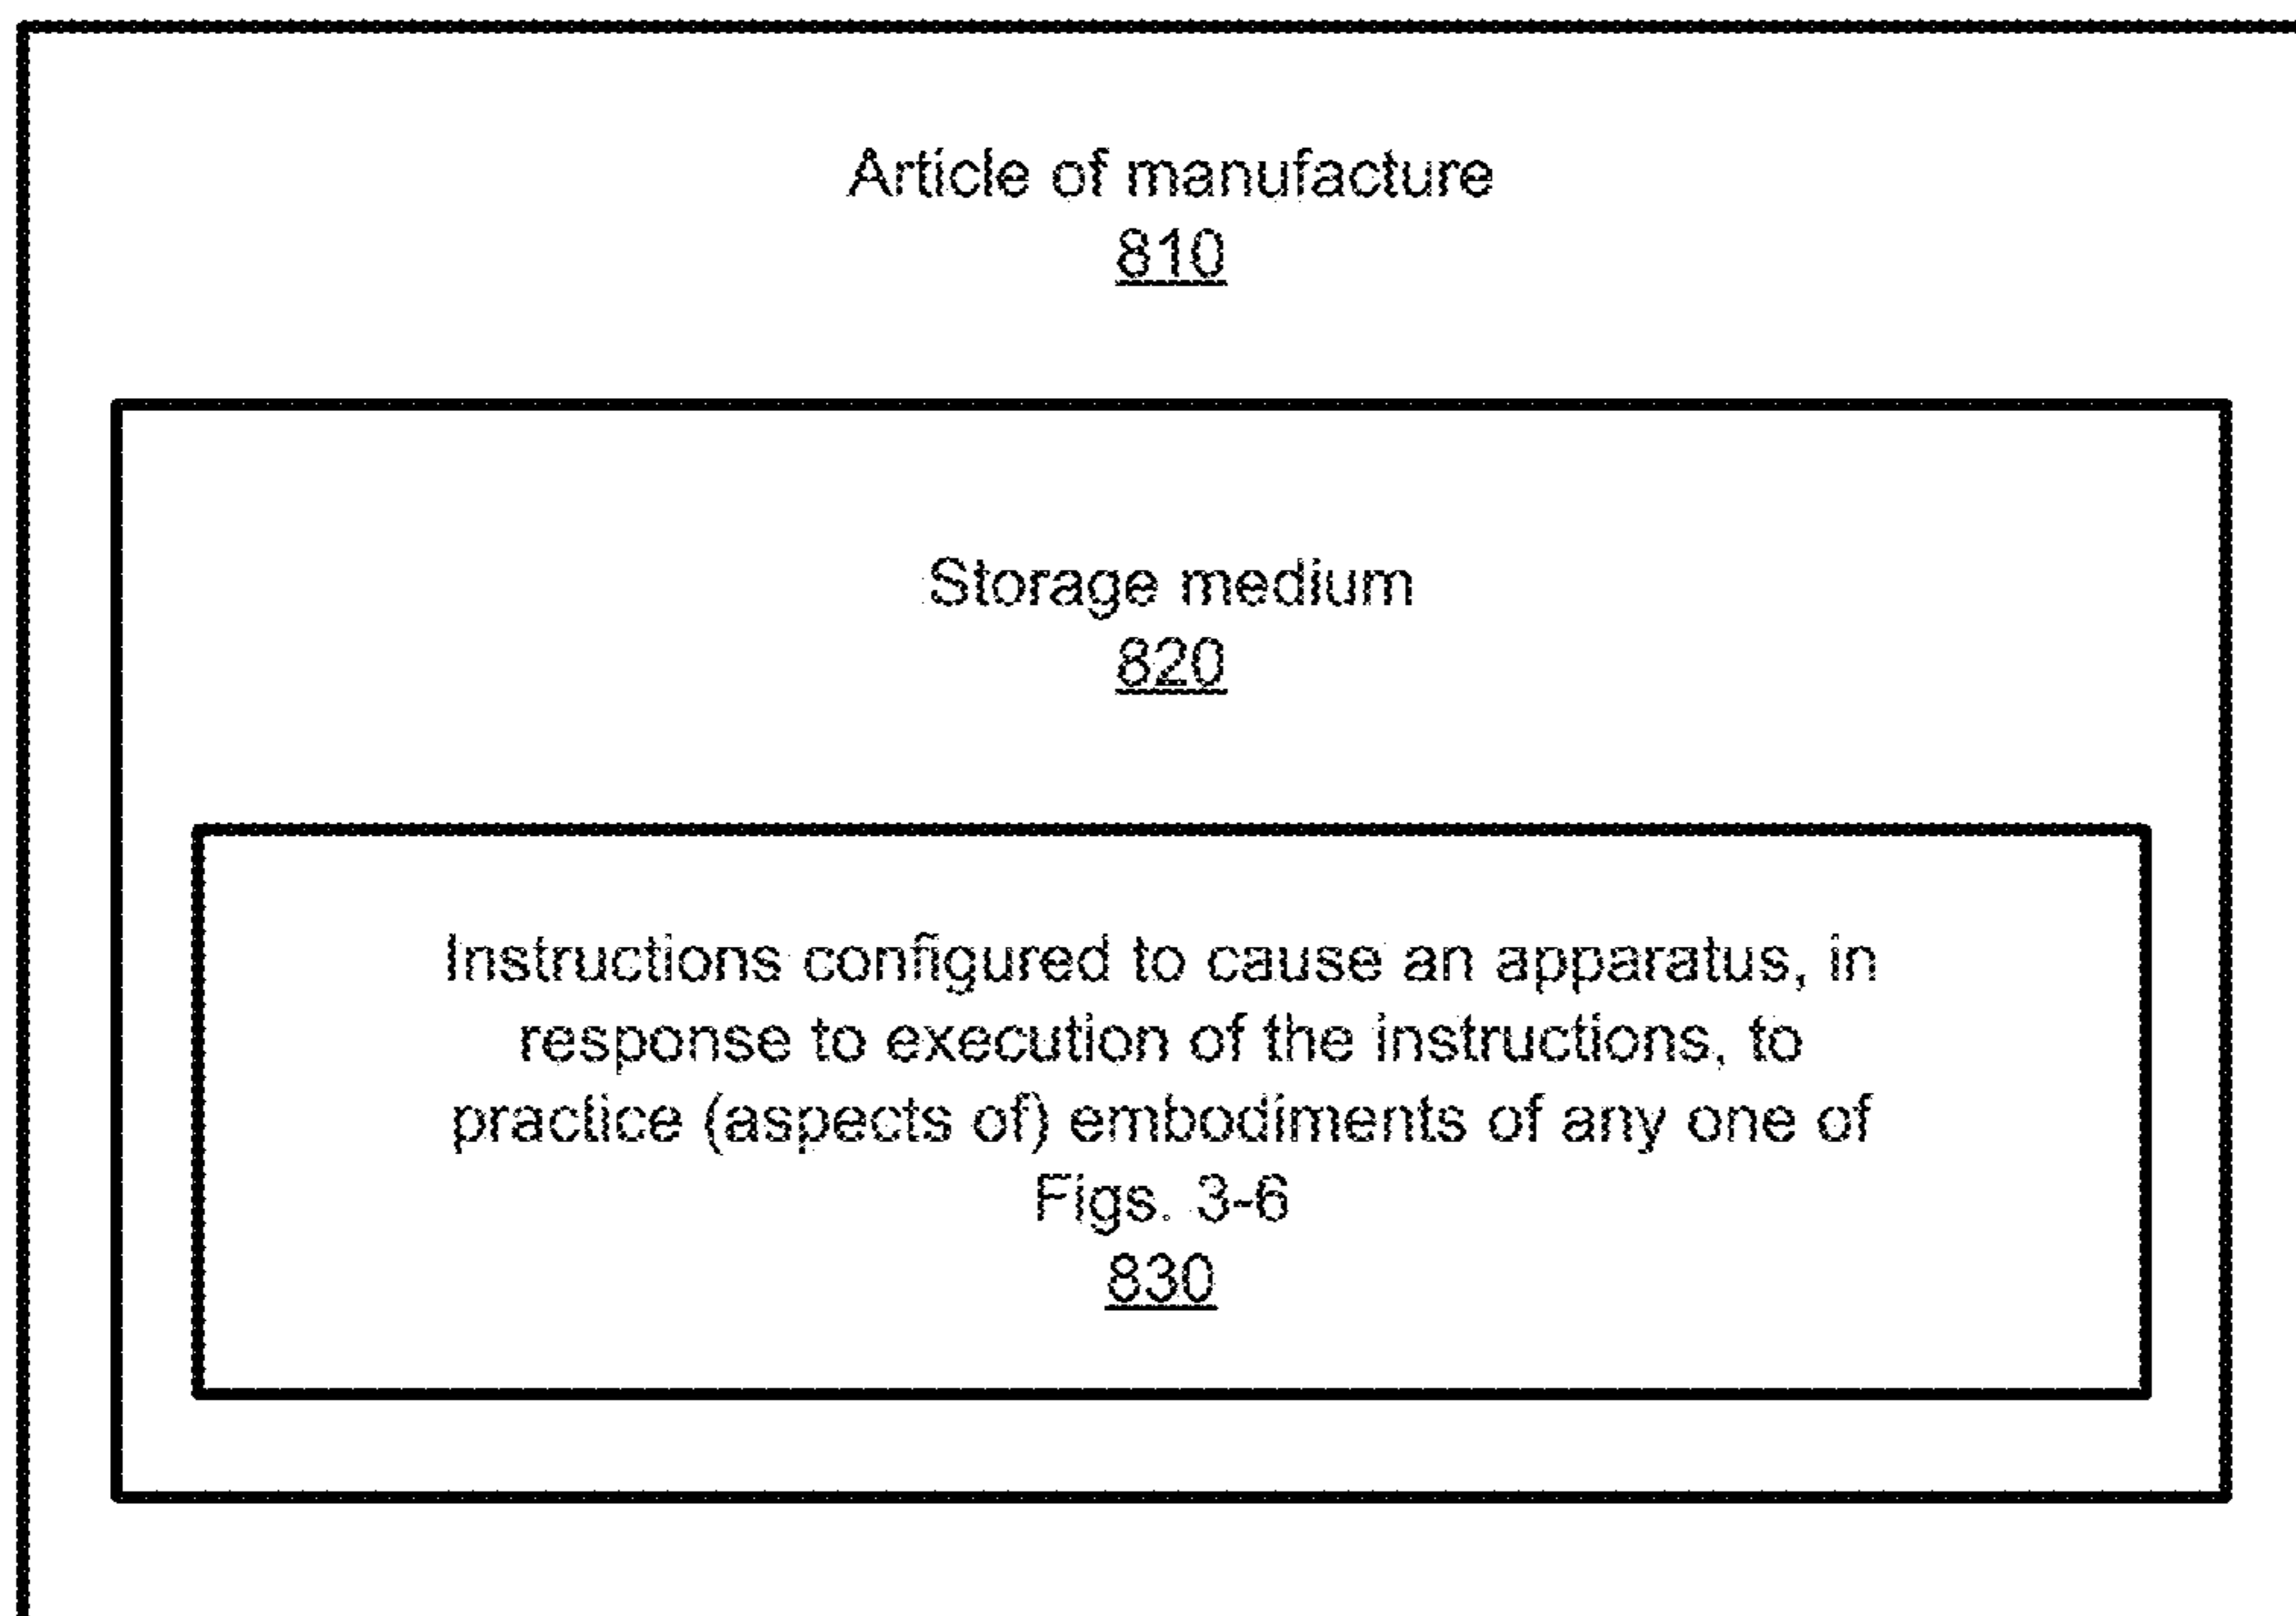 Article of manufacture
810
Storage medium
820
Instructions configured to cause an apparatus, in
response to execution of the instructions, to
practice (aspects of) embodiments of any one of
Figs. 3-6
830